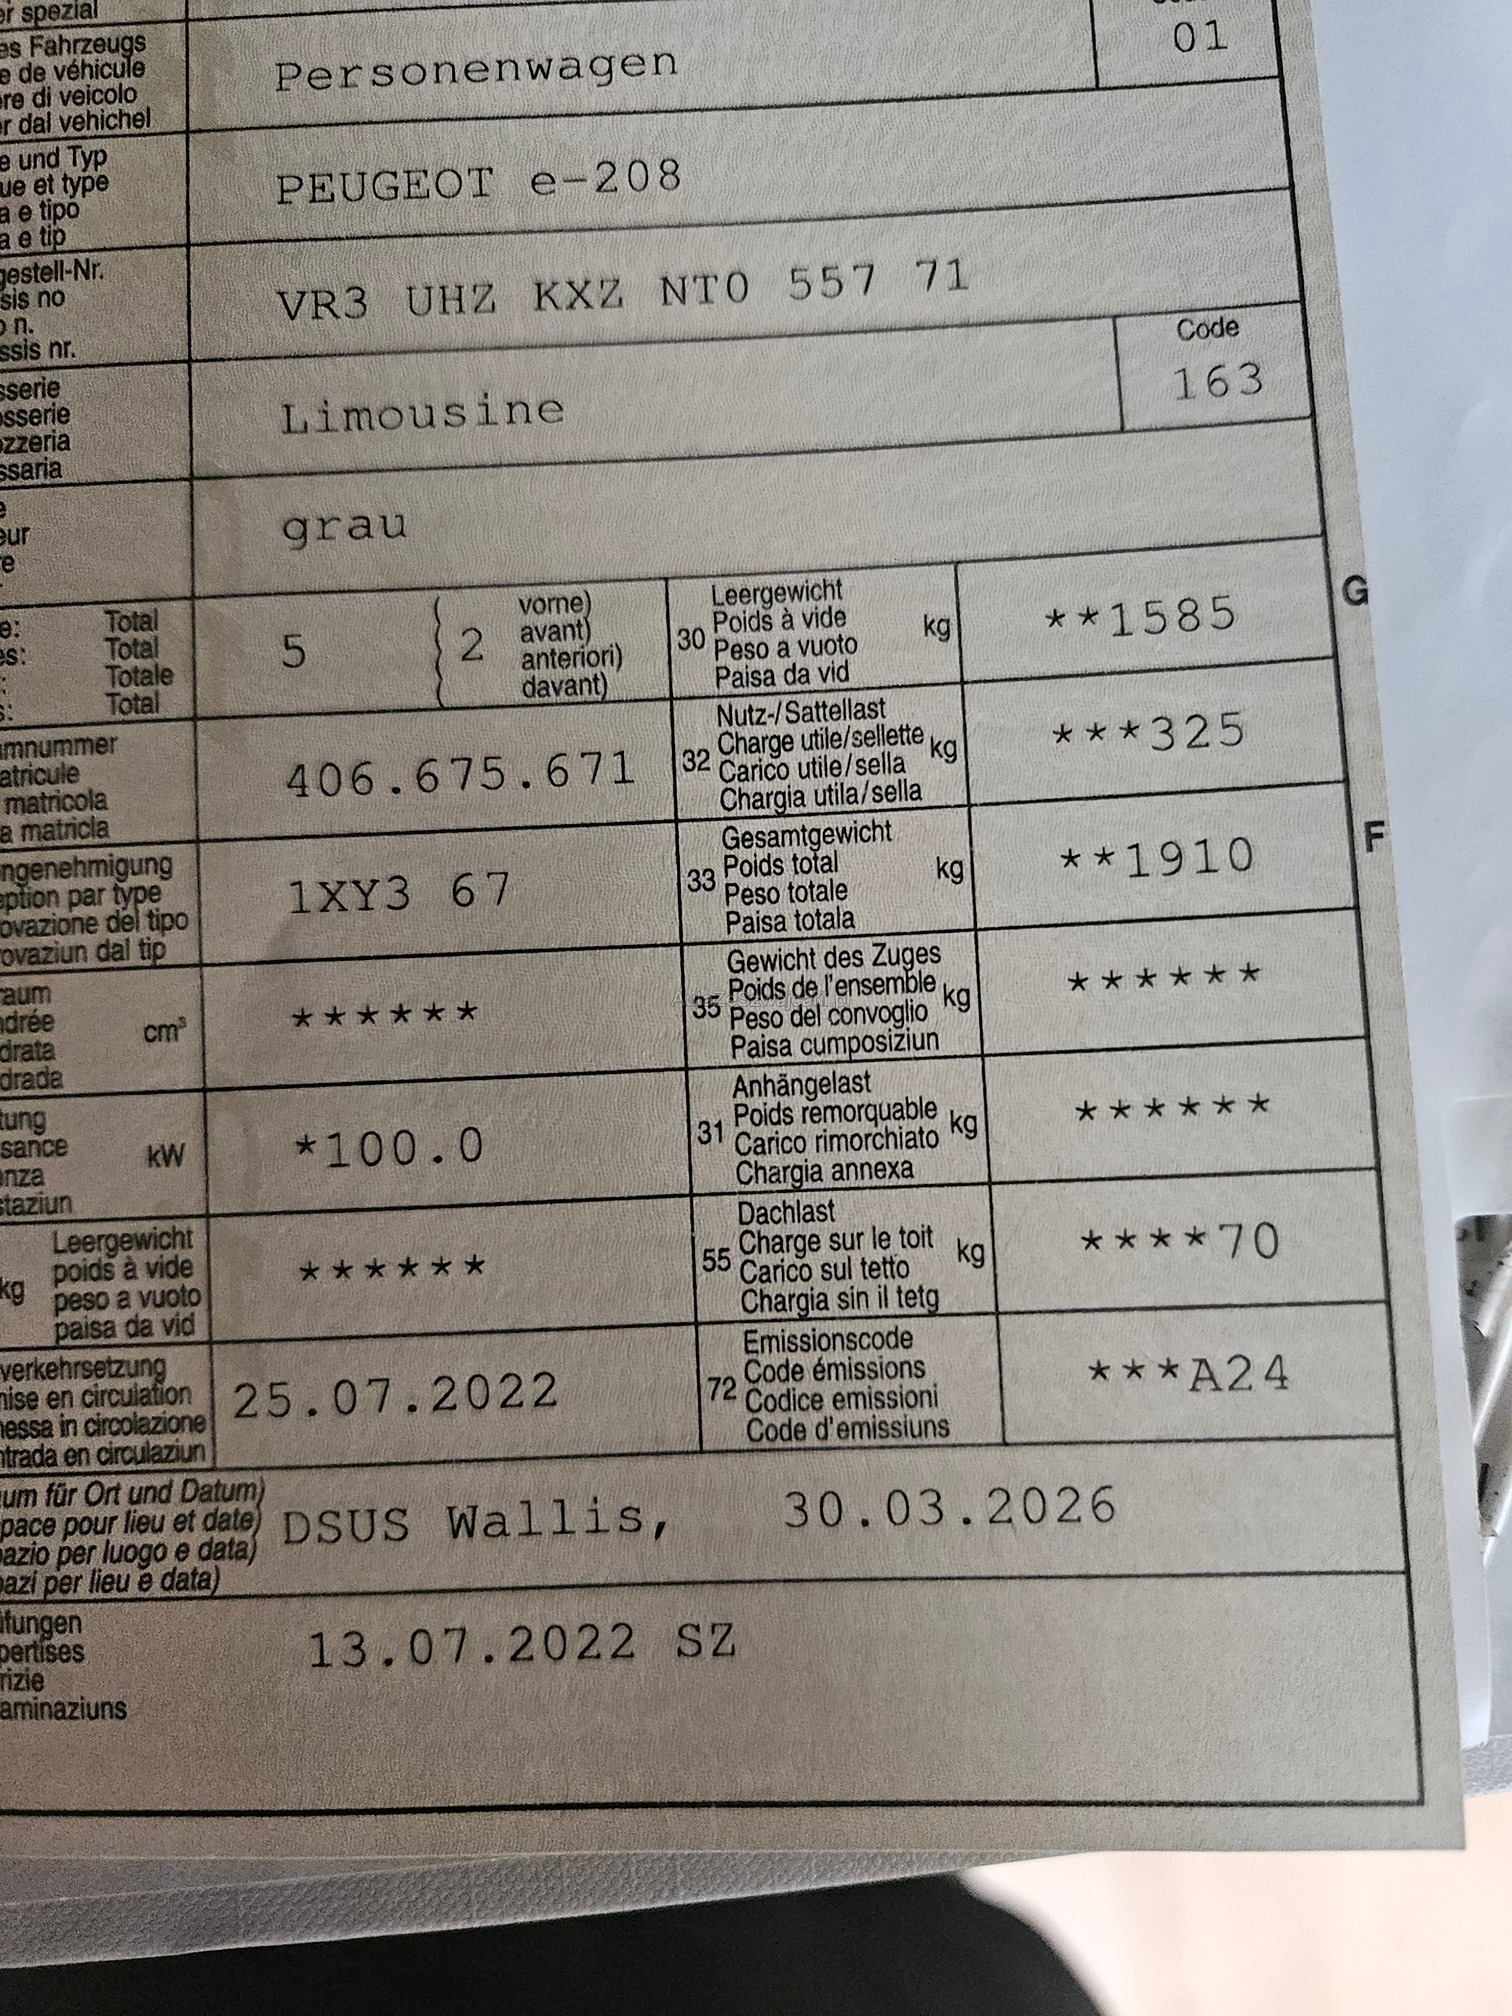 er spezial
es Fahrzeugs
e de véhicule
ere di veicolo
er dal vehichel
Personenwagen
01
e und Typ
ue et type
a e tipo
a e tip
PEUGEOT e-208
gestell-Nr.
sis no
o n.
ssis nr.
VR3 UHZ KXZ NT0 557 71
sserie
osserie
ozzeria
ssaria
Limousine
Code
163
e
eur
re
grau
e: Total
es: Total
: Totale
s: Total
5
2
vorne)
avant)
anteriori)
davant)
30
Leergewicht
Poids à vide
Peso a vuoto
Paisa da vid
kg
**1585
G
mnummer
atricule
matricola
a matricla
406.675.671
32
Nutz-/Sattellast
Charge utile/sellette
Carico utile/sella
Chargia utila/sella
kg
***325
ngenehmigung
eption par type
ovazione del tipo
rovaziun dal tip
1XY3 67
33
Gesamtgewicht
Poids total
Peso totale
Paisa totala
kg
**1910
F
raum
ndrée
drata
drada
cm³
******
35
Gewicht des Zuges
Poids de l'ensemble
Peso del convoglio
Paisa cumposiziun
kg
******
tung
sance
nza
staziun
kW
*100.0
31
Anhängelast
Poids remorquable
Carico rimorchiato
Chargia annexa
kg
******
kg
Leergewicht
poids à vide
peso a vuoto
paisa da vid
******
55
Dachlast
Charge sur le toit
Carico sul tetto
Chargia sin il tetg
kg
****70
verkehrsetzung
mise en circulation
messa in circolazione
ntrada en circulaziun
25.07.2022
72
Emissionscode
Code émissions
Codice emissioni
Code d'emissiuns
***A24
um für Ort und Datum)
pace pour lieu et date)
pazio per luogo e data)
pazi per lieu e data)
DSUS Wallis, 30.03.2026
üfungen
pertises
rizie
aminaziuns
13.07.2022 SZ